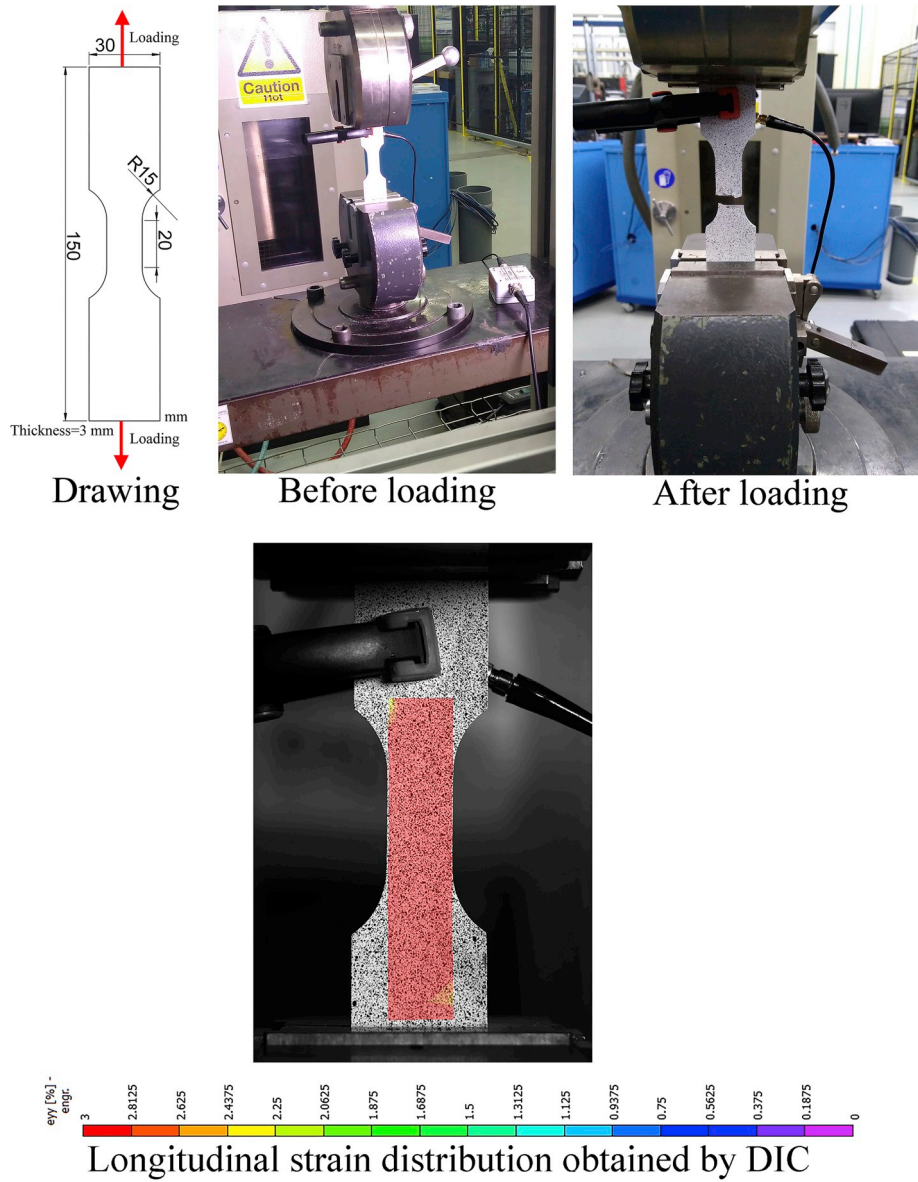 Loading
30
R15
150
20
mm
Thickness=3 mm
Loading
Caution
Hot
Drawing
Before loading
After loading
eyy [%] -
engr.
3
2.8125
2.625
2.4375
2.25
2.0625
1.875
1.6875
1.5
1.3125
1.125
0.9375
0.75
0.5625
0.375
0.1875
0
Longitudinal strain distribution obtained by DIC